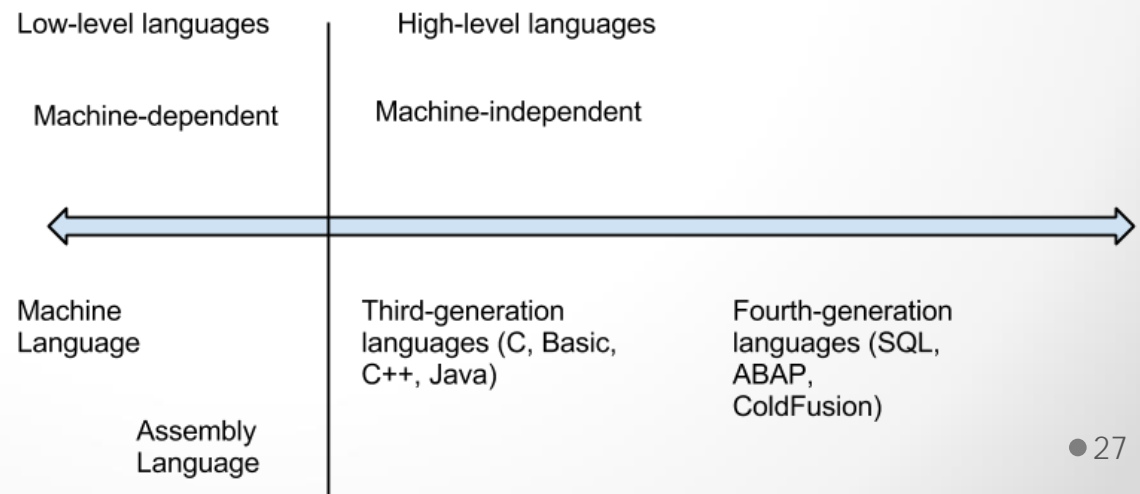 Low-level languages
High-level languages
Machine-dependent
Machine-independent
Machine
Language
Assembly
Language
Third-generation
languages (C, Basic,
C++, Java)
Fourth-generation
languages (SQL,
ABAP,
ColdFusion)
27